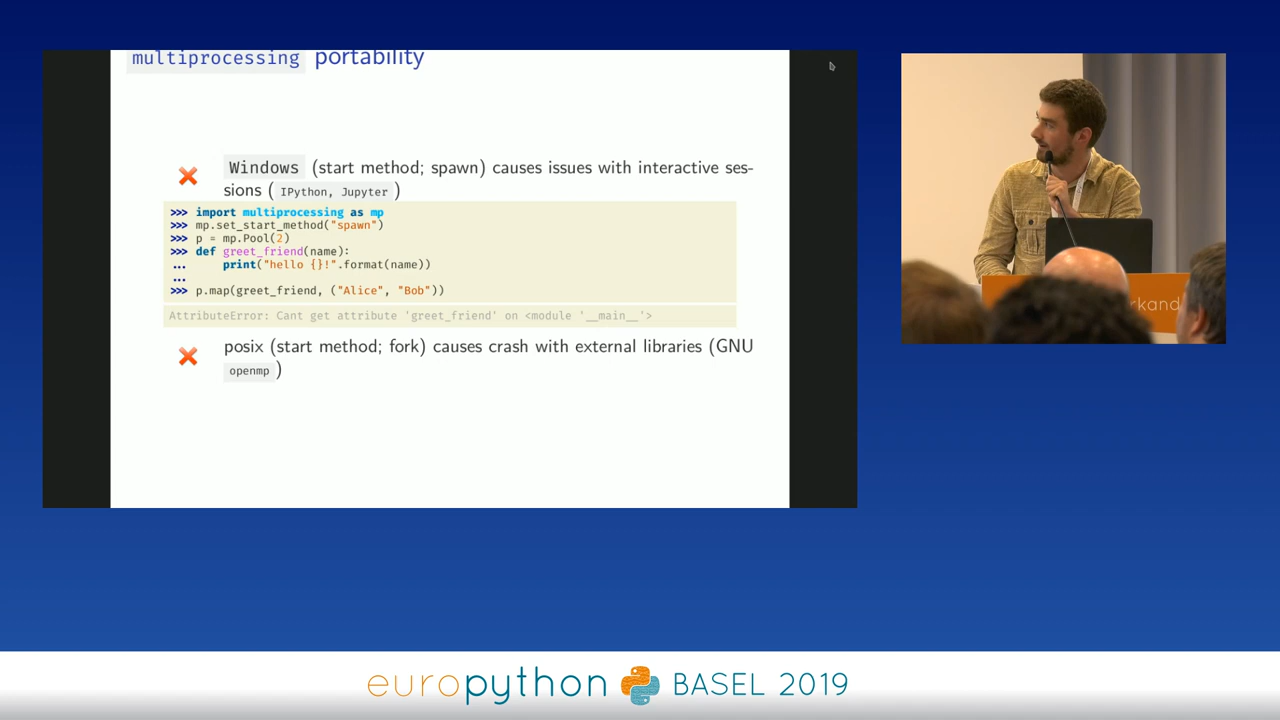 multiprocessing portability
Windows (start method; spawn) causes issues with interactive ses-
sions ( IPython, Jupyter )
>>> import multiprocessing as mp
>>> mp.set_start_method("spawn")
>>> p = mp.Pool(2)
>>> def greet_friend(name):
... print("hello {}!".format(name))
...
>>> p.map(greet_friend, ("Alice", "Bob"))
AttributeError: Cant get attribute 'greet_friend' on <module '__main__'>
posix (start method; fork) causes crash with external libraries (GNU
openmp )
rkand
europython BASEL 2019